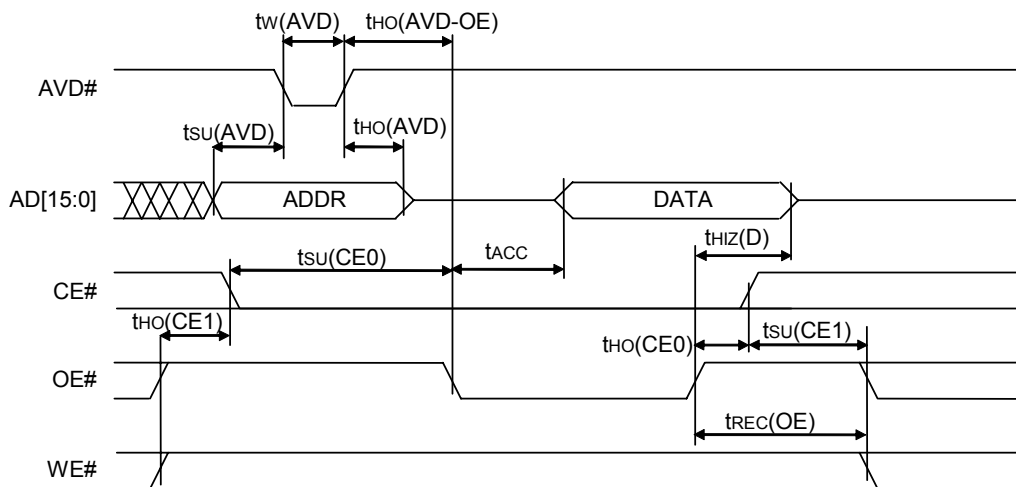 tW(AVD) tHO(AVD-OE)
AVD#
tSU(AVD) tHO(AVD)
AD[15:0] ADDR DATA
tHIZ(D)
tSU(CE0) tACC
CE#
tHO(CE1) tHO(CE0) tSU(CE1)
OE#
tREC(OE)
WE#